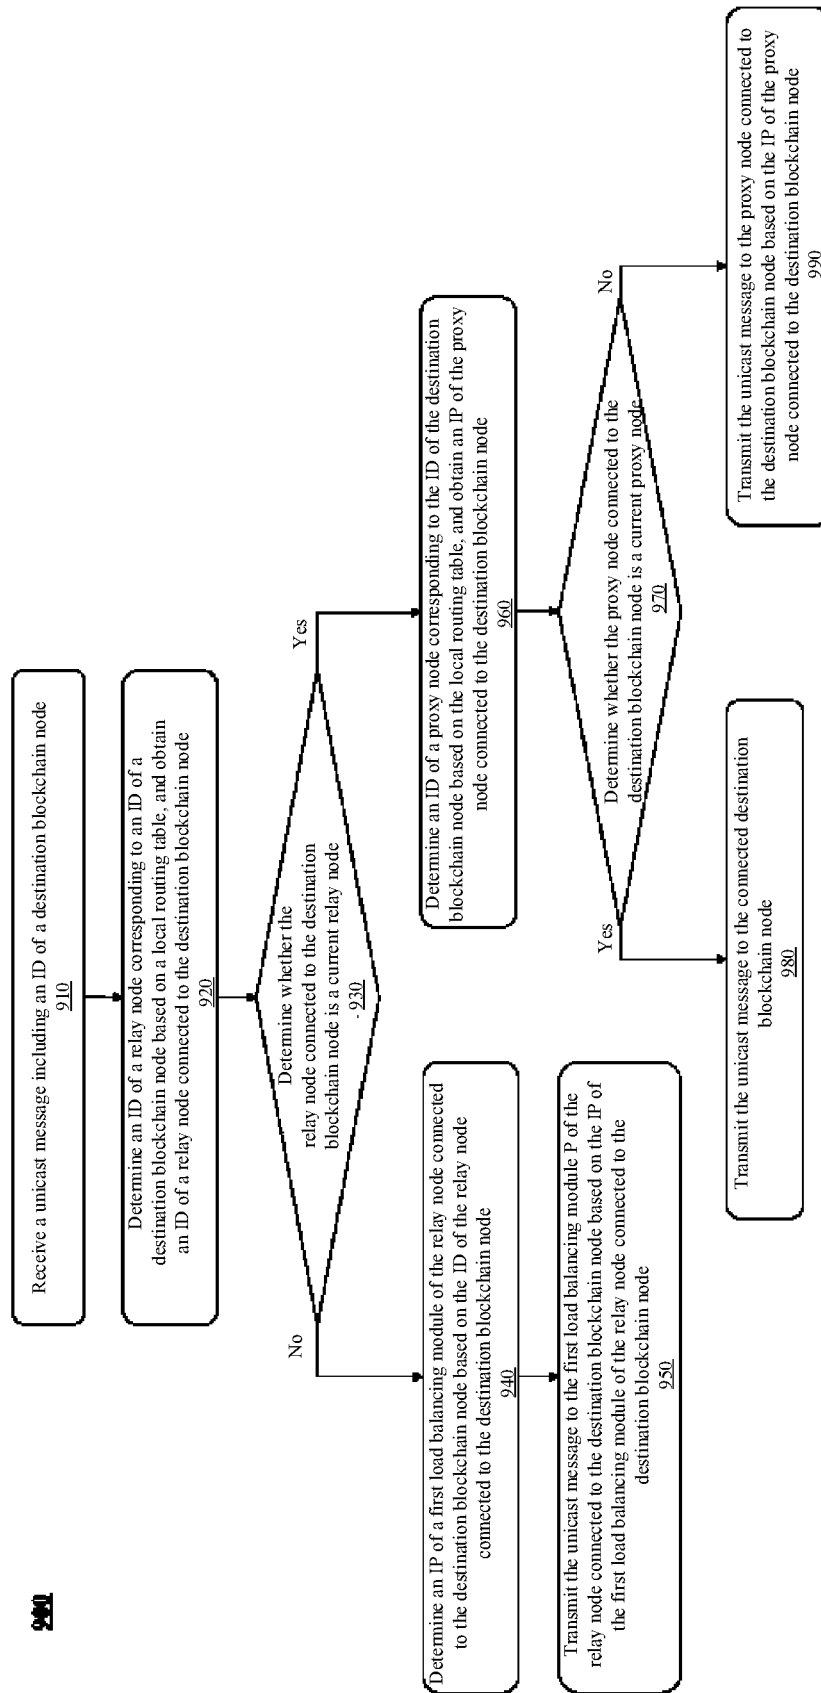 Receive a unicast message including an ID of a destination blockchain node
910
Determine an ID of a relay node corresponding to an ID of a
destination blockchain node based on a local routing table, and obtain
an ID of a relay node connected to the destination blockchain node
920
Determine whether the
relay node connected to the destination
blockchain node is a current relay node
930
No
Yes
Determine an IP of a first load balancing module of the relay node connected
to the destination blockchain node based on the ID of the relay node
connected to the destination blockchain node
940
Transmit the unicast message to the first load balancing module P of the
relay node connected to the destination blockchain node based on the IP of
the first load balancing module of the relay node connected to the
destination blockchain node
950
Determine an ID of a proxy node corresponding to the ID of the destination
blockchain node based on the local routing table, and obtain an IP of the proxy
node connected to the destination blockchain node
960
Determine whether the proxy node connected to the
destination blockchain node is a current proxy node
970
Yes
No
Transmit the unicast message to the connected destination
blockchain node
980
Transmit the unicast message to the proxy node connected to
the destination blockchain node based on the IP of the proxy
node connected to the destination blockchain node
990